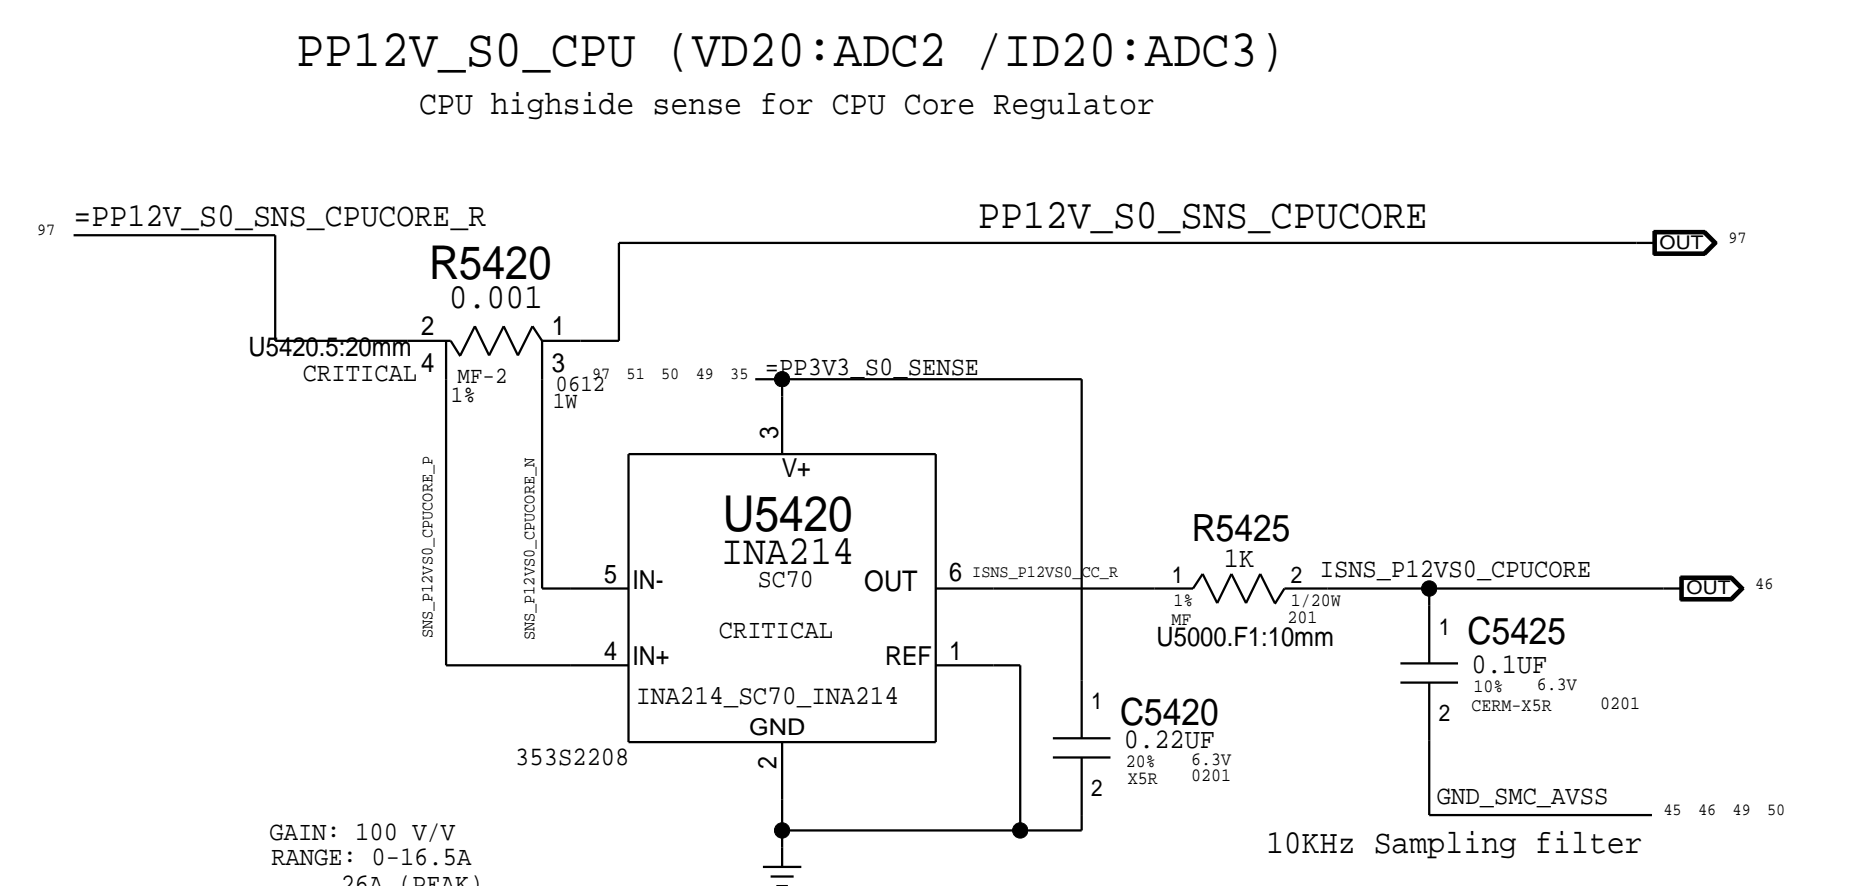 PP12V_S0_CPU (VD20:ADC2 /ID20:ADC3)
CPU highside sense for CPU Core Regulator
97 =PP12V_S0_SNS_CPUCORE_R
PP12V_S0_SNS_CPUCORE
OUT 97
R5420
0.001
2 1
U5420.5:20mm
4 3
CRITICAL
MF-2
1%
0612
1W
97 51 50 49 35 =PP3V3_S0_SENSE
3
V+
SNS_P12VS0_CPUCORE_P
SNS_P12VS0_CPUCORE_N
U5420
INA214
SC70
5 IN-
OUT 6 ISNS_P12VS0_CC_R
CRITICAL
4 IN+
REF 1
INA214_SC70_INA214
GND
2
353S2208
R5425
1K
1 2
1% 1/20W
MF 201
U5000.F1:10mm
ISNS_P12VS0_CPUCORE
OUT 46
1 C5425
0.1UF
10% 6.3V
CERM-X5R 0201
2
1 C5420
0.22UF
20% 6.3V
X5R 0201
2
GND_SMC_AVSS 45 46 49 50
10KHz Sampling filter
GAIN: 100 V/V
RANGE: 0-16.5A
26A (PEAK)